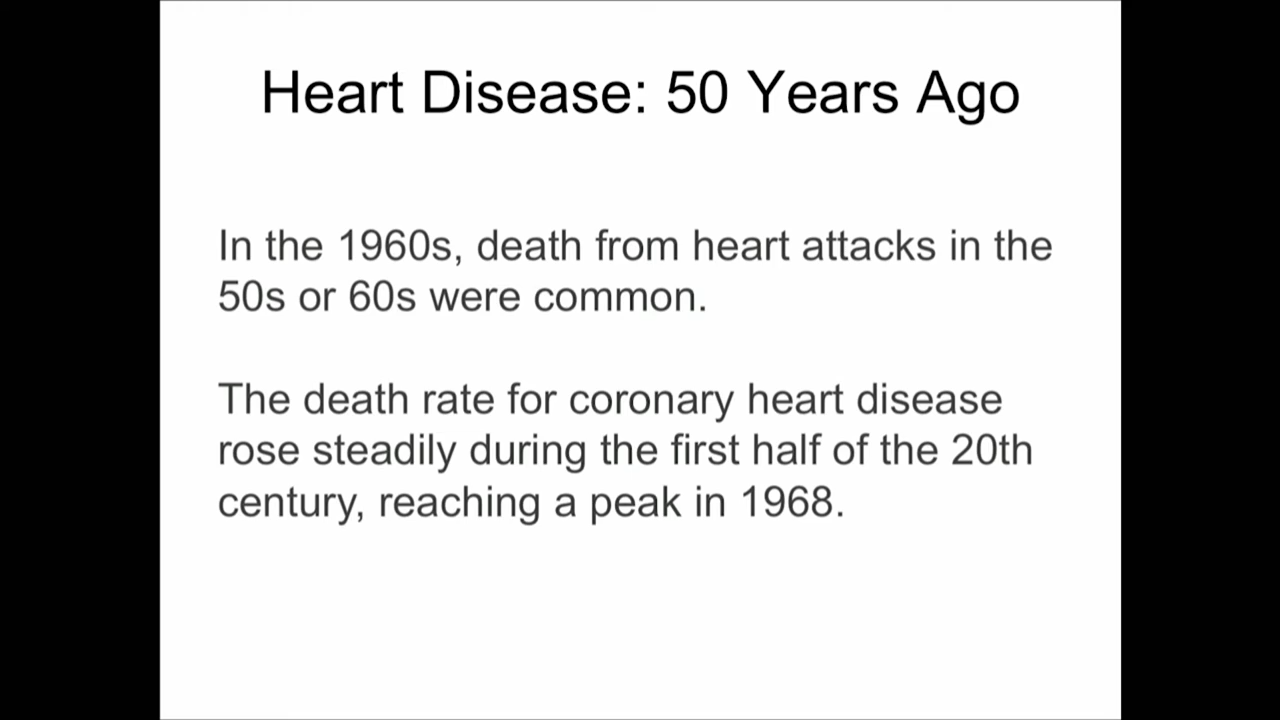 Heart Disease: 50 Years Ago
In the 1960s, death from heart attacks in the
50s or 60s were common.
The death rate for coronary heart disease
rose steadily during the first half of the 20th
century, reaching a peak in 1968.